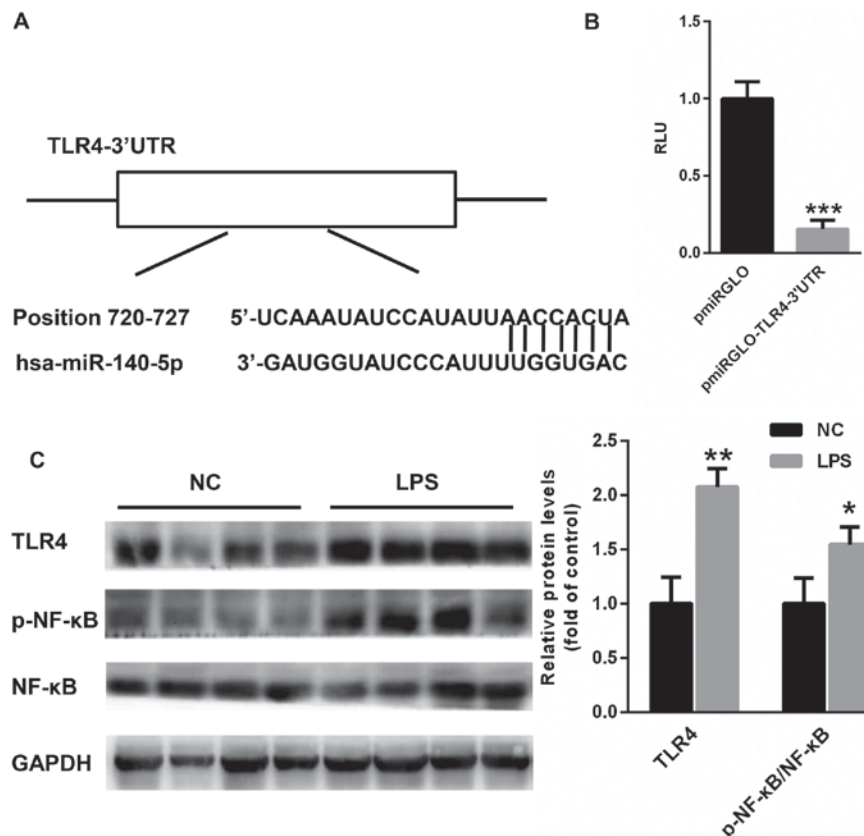 A
TLR4-3'UTR
Position 720-727 5'-UCAAAUAUCCAUAUUAACCACUA
hsa-miR-140-5p 3'-GAUGGUAUCCCAUUUUGGUGAC
B
1.5
1.0
0.5
0.0
RLU
***
pmiRGLO
pmiRGLO-TLR4-3'UTR
C
NC LPS
TLR4
p-NF-κB
NF-κB
GAPDH
NC
LPS
2.5
2.0
1.5
1.0
0.5
0.0
Relative protein levels
(fold of control)
**
*
TLR4
p-NF-κB/NF-κB